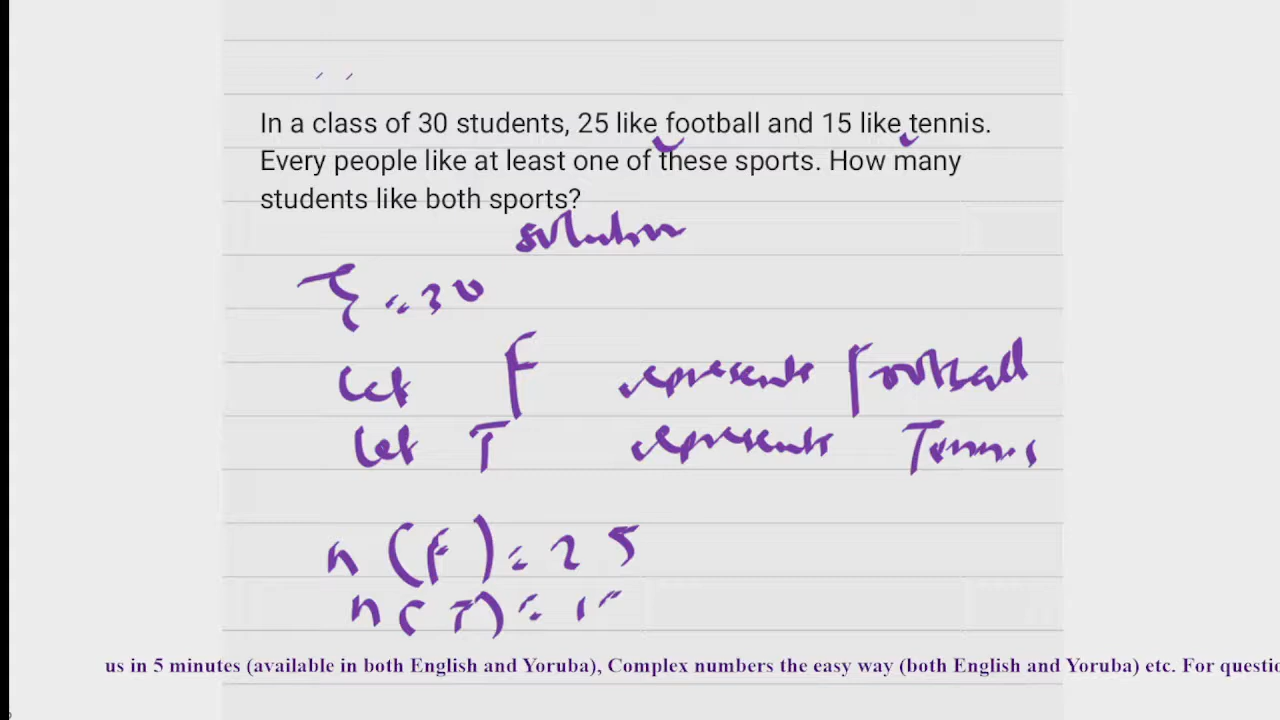 In a class of 30 students, 25 like football and 15 like tennis.
Every people like at least one of these sports. How many
students like both sports?
solution
ξ = 30
let F represents Football
let T represents Tennis
n (F) = 25
n (T) =
us in 5 minutes (available in both English and Yoruba), Complex numbers the easy way (both English and Yoruba) etc. For questio